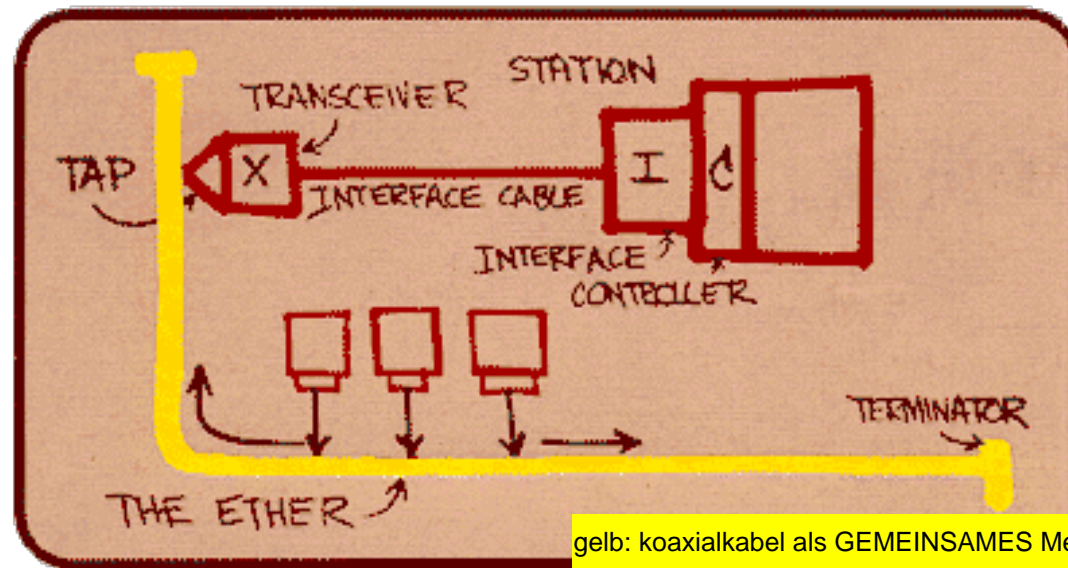 STATION
TRANSCEIVER
TAP
X
I
C
INTERFACE CABLE
INTERFACE
CONTROLLER
TERMINATOR
THE ETHER
gelb: koaxialkabel als GEMEINSAMES Me